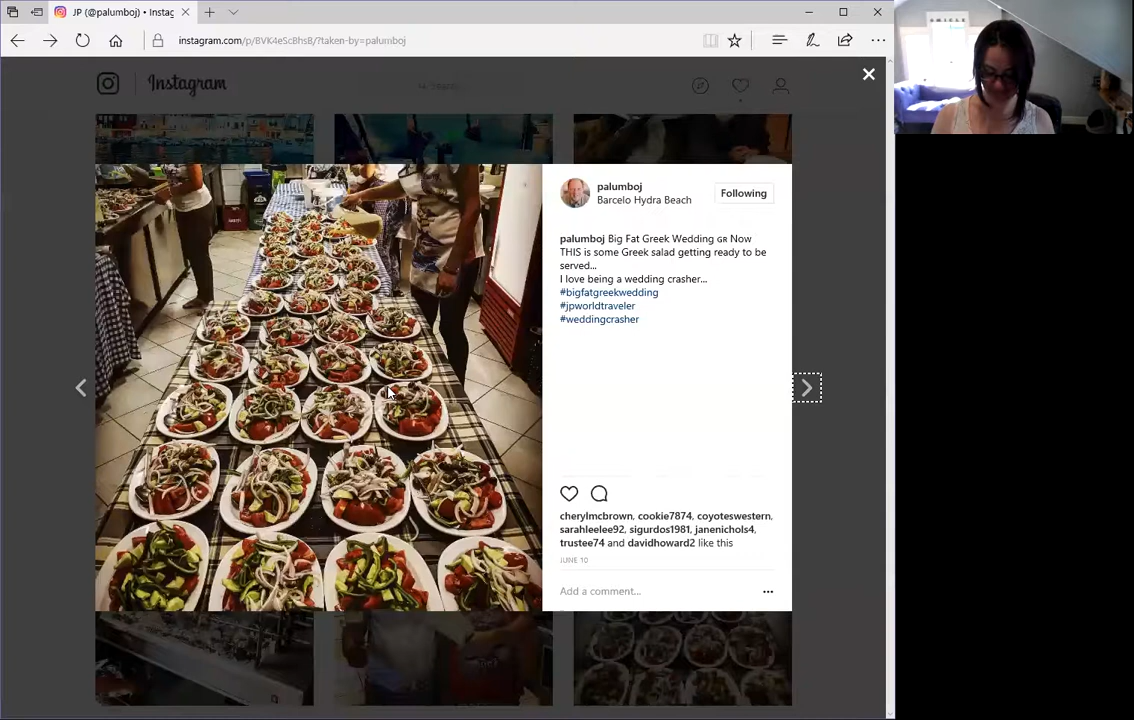 JP (@palumboj) • Instag
instagram.com/p/BVK4eScBhsB/?taken-by=palumboj
Instagram
palumboj
Barcelo Hydra Beach
Following
palumboj Big Fat Greek Wedding GR Now
THIS is some Greek salad getting ready to be
served...
I love being a wedding crasher...
#bigfatgreekwedding
#jpworldtraveler
#weddingcrasher
cherylmcbrown, cookie7874, coyoteswestern,
sarahleelee92, sigurdos1981, janenichols4,
trustee74 and davidhoward2 like this
JUNE 10
Add a comment...